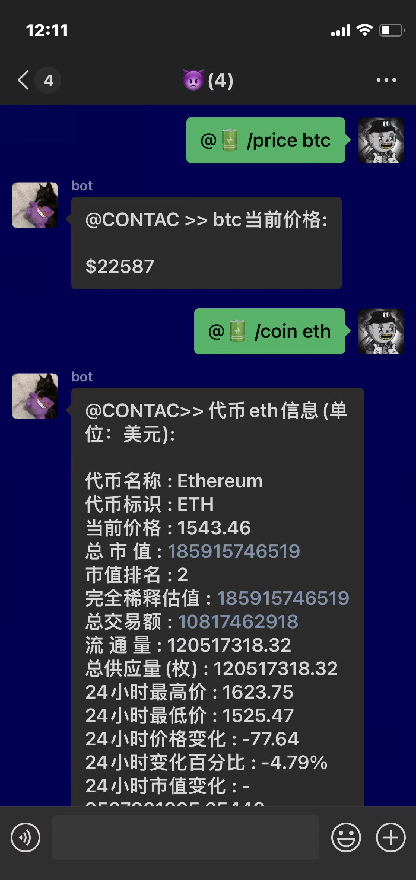 12:11
4
😈(4)
@🔋 /price btc
bot
@CONTAC >> btc当前价格:
$22587
@🔋 /coin eth
bot
@CONTAC>> 代币eth信息(单
位：美元):
代币名称 : Ethereum
代币标识 : ETH
当前价格 : 1543.46
总 市 值 : 185915746519
市值排名 : 2
完全稀释估值 : 185915746519
总交易额 : 10817462918
流 通 量 : 120517318.32
总供应量(枚) : 120517318.32
24小时最高价 : 1623.75
24小时最低价 : 1525.47
24小时价格变化 : -77.64
24小时变化百分比 : -4.79%
24小时市值变化 : -